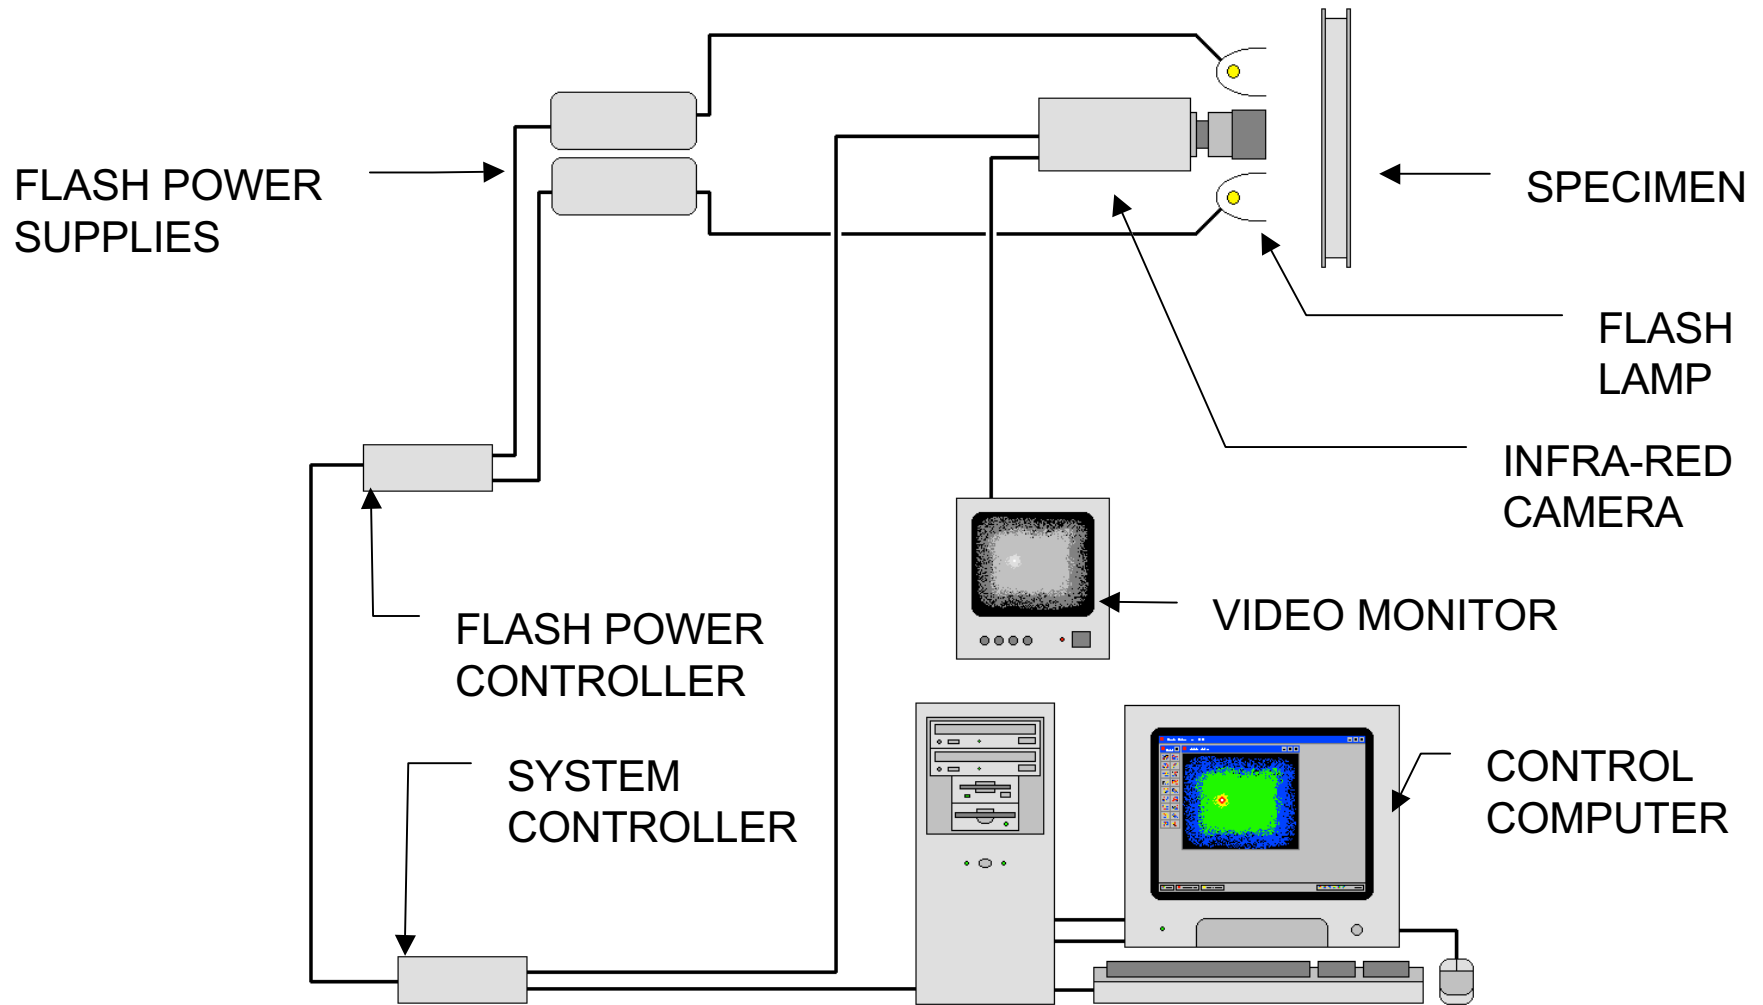 FLASH POWER
SUPPLIES
SPECIMEN
FLASH
LAMP
INFRA-RED
CAMERA
VIDEO MONITOR
FLASH POWER
CONTROLLER
SYSTEM
CONTROLLER
CONTROL
COMPUTER